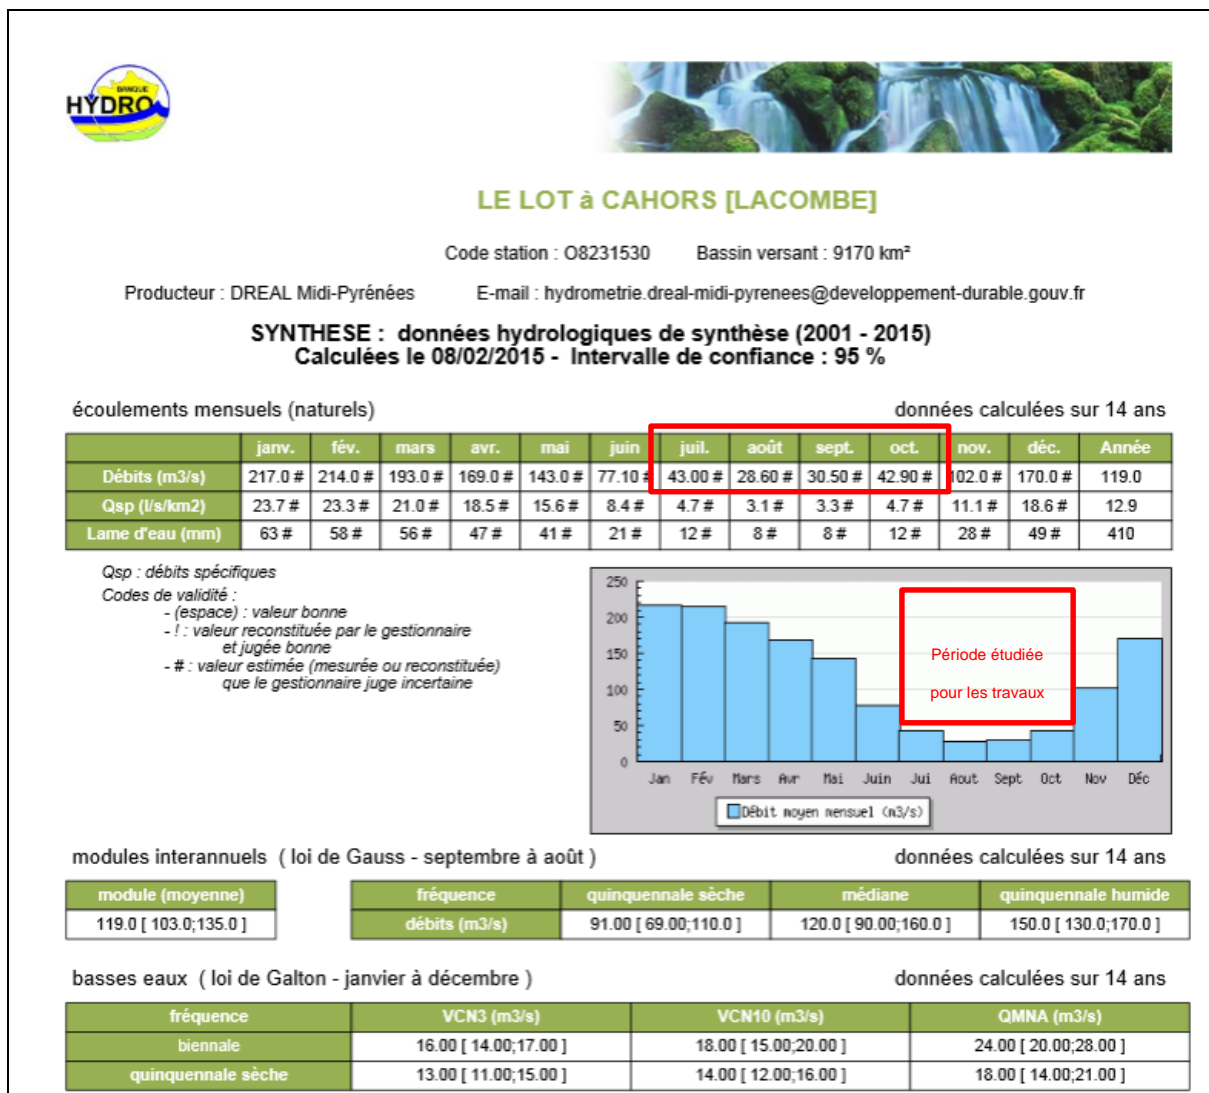 BANQUE
HYDRO
LE LOT à CAHORS [LACOMBE]
Code station : O8231530 Bassin versant : 9170 km²
Producteur : DREAL Midi-Pyrénées E-mail : hydrometrie.dreal-midi-pyrenees@developpement-durable.gouv.fr
SYNTHESE : données hydrologiques de synthèse (2001 - 2015)
Calculées le 08/02/2015 - Intervalle de confiance : 95 %
écoulements mensuels (naturels) données calculées sur 14 ans
janv. fév. mars avr. mai juin juil. août sept. oct. nov. déc. Année
Débits (m3/s) 217.0 # 214.0 # 193.0 # 169.0 # 143.0 # 77.10 # 43.00 # 28.60 # 30.50 # 42.90 # 102.0 # 170.0 # 119.0
Qsp (l/s/km2) 23.7 # 23.3 # 21.0 # 18.5 # 15.6 # 8.4 # 4.7 # 3.1 # 3.3 # 4.7 # 11.1 # 18.6 # 12.9
Lame d'eau (mm) 63 # 58 # 56 # 47 # 41 # 21 # 12 # 8 # 8 # 12 # 28 # 49 # 410
Qsp : débits spécifiques
Codes de validité :
- (espace) : valeur bonne
- ! : valeur reconstituée par le gestionnaire
et jugée bonne
- # : valeur estimée (mesurée ou reconstituée)
que le gestionnaire juge incertaine
250
200
150
100
50
0
Période étudiée
pour les travaux
Jan Fév Mars Avr Mai Juin Jui Aout Sept Oct Nov Déc
Débit moyen mensuel (m3/s)
modules interannuels ( loi de Gauss - septembre à août ) données calculées sur 14 ans
module (moyenne) fréquence quinquennale sèche médiane quinquennale humide
119.0 [ 103.0;135.0 ] débits (m3/s) 91.00 [ 69.00;110.0 ] 120.0 [ 90.00;160.0 ] 150.0 [ 130.0;170.0 ]
basses eaux ( loi de Galton - janvier à décembre ) données calculées sur 14 ans
fréquence VCN3 (m3/s) VCN10 (m3/s) QMNA (m3/s)
biennale 16.00 [ 14.00;17.00 ] 18.00 [ 15.00;20.00 ] 24.00 [ 20.00;28.00 ]
quinquennale sèche 13.00 [ 11.00;15.00 ] 14.00 [ 12.00;16.00 ] 18.00 [ 14.00;21.00 ]